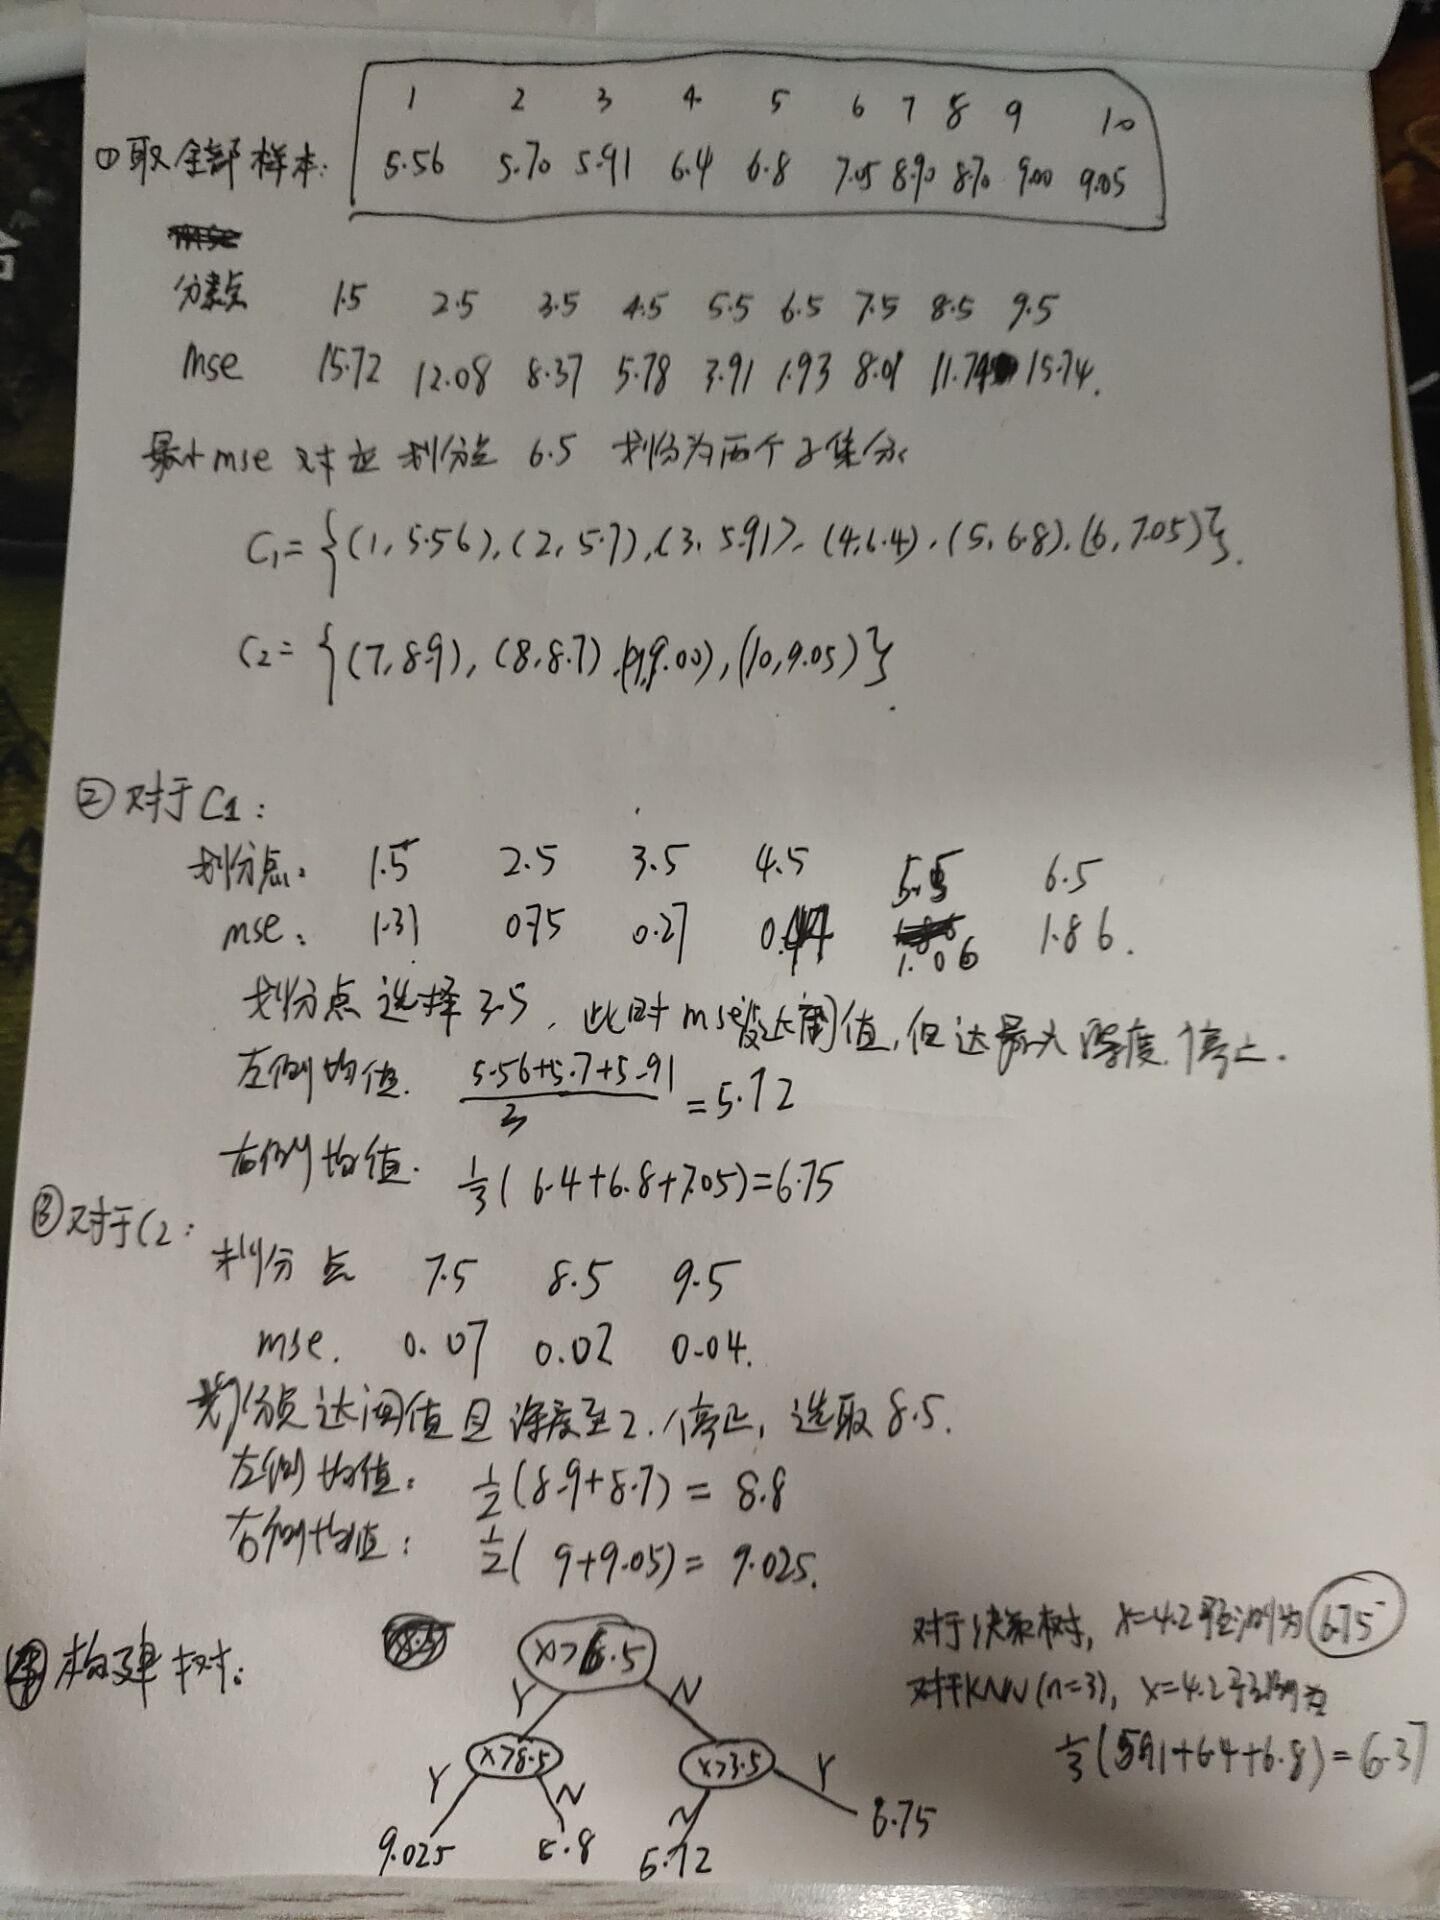 1 2 3 4 5 6 7 8 9 10
①取全部样本: 5.56 5.70 5.91 6.4 6.8 7.05 8.90 8.70 9.00 9.05
分素点 1.5 2.5 3.5 4.5 5.5 6.5 7.5 8.5 9.5
mse 15.72 12.08 8.37 5.78 3.91 1.93 8.01 11.74 15.74.
最小mse 对应 划分点 6.5 划分为两个子集分
C₁={(1,5.56),(2,5.7),(3,5.91),(4,6.4),(5,6.8),(6,7.05)}.
C₂={(7,8.9),(8,8.7),(9,9.00),(10,9.05)}.
②对于C1:
划分点: 1.5 2.5 3.5 4.5 5.5 6.5
mse: 1.31 0.75 0.27 0.44 1.06 1.86.
划分点选择3.5, 此时mse没达阈值,但达最大深度.停止.
左侧均值. (5.56+5.7+5.91)/3=5.72
右侧均值. 1/3(6.4+6.8+7.05)=6.75
③对于C2:
划分点 7.5 8.5 9.5
mse. 0.07 0.02 0.04.
划分点达阈值且深度至2.停止,选取8.5.
左侧均值: 1/2(8.9+8.7)=8.8
右侧均值: 1/2(9+9.05)=9.025.
④构建树:
x>6.5
Y N
x>8.5 x>3.5
Y N N Y
9.025 8.8 5.72 6.75
对于决策树, x=4.2预测为6.75
对于KNN(n=3), x=4.2预测为
1/3(5.91+6.4+6.8)=6.37